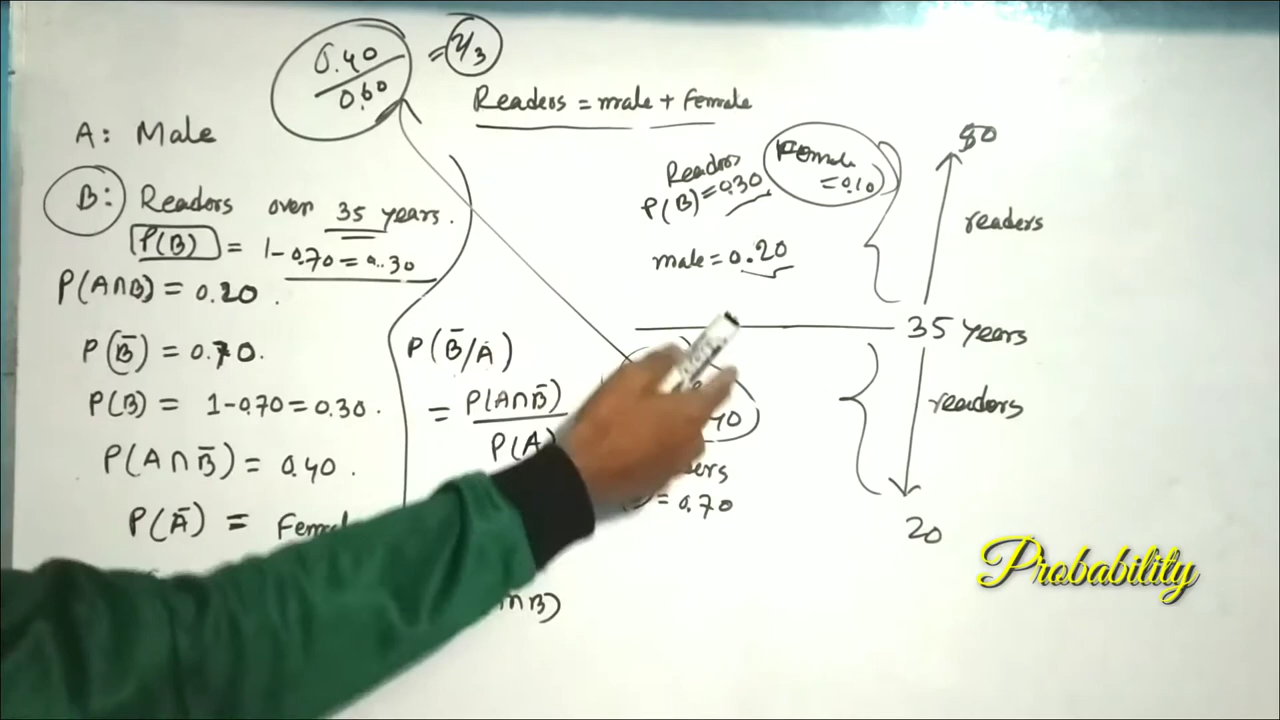 0.40
0.60
= 2/3
Readers = male + Female
A: Male
B: Readers over 35 years.
P(B) = 1-0.70 = 0.30
P(A∩B) = 0.20.
P(B̄) = 0.70.
P(B) = 1-0.70 = 0.30.
P(A∩B̄) = 0.40.
P(Ā) =
P(B̄/A)
= P(A∩B̄)
P(A)
∩B)
Readers
P(B) = 0.30
Female
= 0.10
male = 0.20
= 0.70
80
readers
35 years
readers
20
Probability